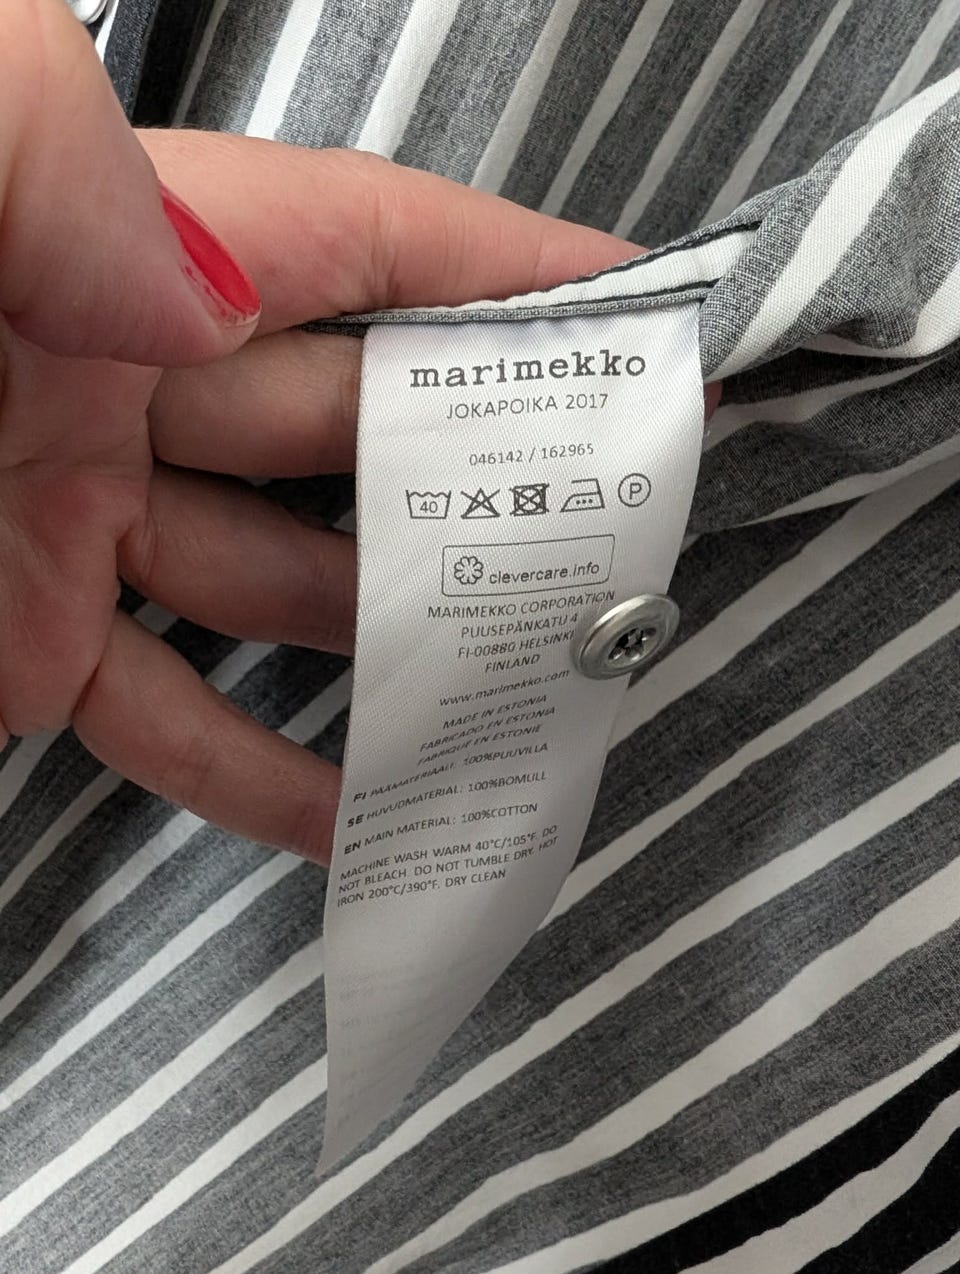 marimekko
JOKAPOIKA 2017
046142 / 162965
40
P
clevercare.info
MARIMEKKO CORPORATION
PUUSEPÄNKATU 4
FI-00880 HELSINKI
FINLAND
www.marimekko.com
MADE IN ESTONIA
FABRICADO EN ESTONIA
FABRIQUE EN ESTONIE
FI PÄÄMATERIAALI: 100%PUUVILLA
SE HUVUDMATERIAL: 100%BOMULL
EN MAIN MATERIAL: 100%COTTON
MACHINE WASH WARM 40°C/105°F. DO
NOT BLEACH. DO NOT TUMBLE DRY. HOT
IRON 200°C/390°F. DRY CLEAN